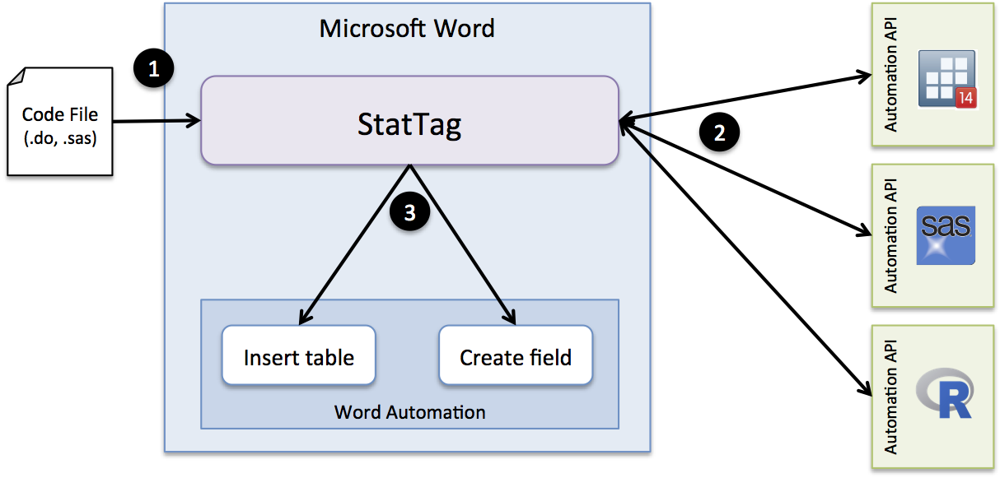 Microsoft Word
1
Code File
(.do, .sas)
StatTag
2
3
Insert table
Create field
Word Automation
Automation API
14
Automation API
sas
Automation API
R